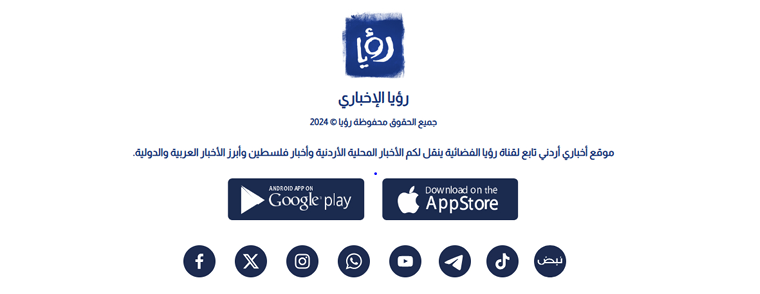 رؤيا
رؤيا الإخباري
جميع الحقوق محفوظة رؤيا © 2024
موقع أخباري أردني تابع لقناة رؤيا الفضائية ينقل لكم الأخبار المحلية الأردنية وأخبار فلسطين وأبرز الأخبار العربية والدولية.
ANDROID APP ON
Google play
Download on the
AppStore
نبض